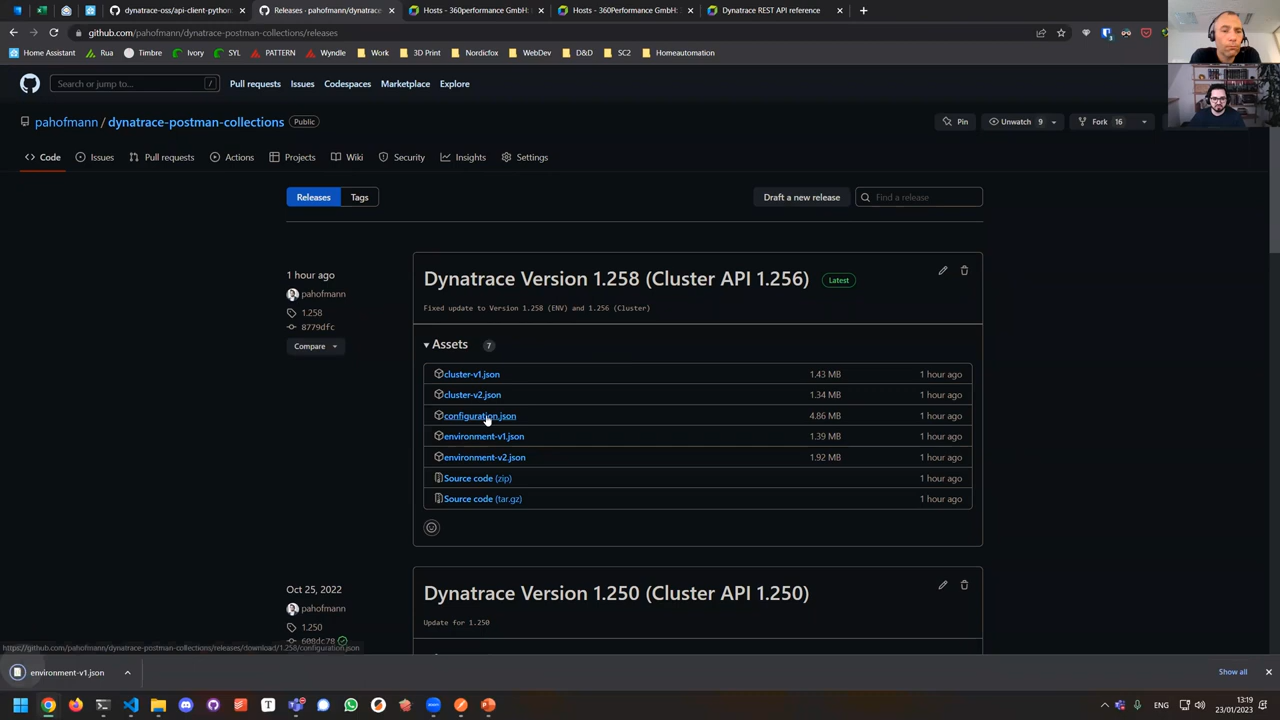 dynatrace-oss/api-client-python
Releases · pahofmann/dynatrace
Hosts - 360Performance GmbH:
Hosts - 360Performance GmbH:
Dynatrace REST API Interface
github.com/pahofmann/dynatrace-postman-collections/releases
Home Assistant Rua Timbre Ivory SYL PATTERN Wyndle Work 3D Print Nordicfox WebDev D&D SC2 Homeautomation
Search or jump to... /
Pull requests Issues Codespaces Marketplace Explore
pahofmann / dynatrace-postman-collections Public
Pin Unwatch 9 Fork 16
Code Issues Pull requests Actions Projects Wiki Security Insights Settings
Releases Tags Draft a new release Find a release
1 hour ago
pahofmann
1.258
8779dfc
Compare
Dynatrace Version 1.258 (Cluster API 1.256) Latest
Fixed update to Version 1.258 (ENV) and 1.256 (Cluster)
Assets 7
cluster-v1.json 1.43 MB 1 hour ago
cluster-v2.json 1.34 MB 1 hour ago
configuration.json 4.86 MB 1 hour ago
environment-v1.json 1.39 MB 1 hour ago
environment-v2.json 1.92 MB 1 hour ago
Source code (zip) 1 hour ago
Source code (tar.gz) 1 hour ago
Oct 25, 2022
pahofmann
1.250
608dc78
Dynatrace Version 1.250 (Cluster API 1.250)
Update for 1.250
https://github.com/pahofmann/dynatrace-postman-collections/releases/download/1.258/configuration.json
environment-v1.json Show all
ENG 13:19
23/01/2023